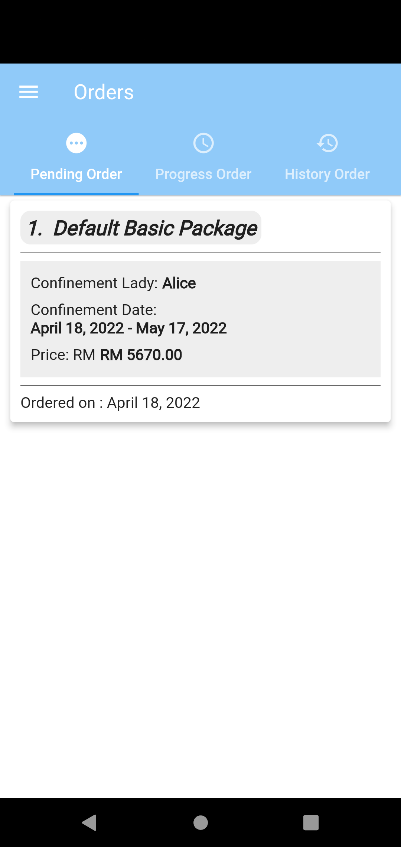 Orders
Pending Order
Progress Order
History Order
1. Default Basic Package
Confinement Lady: Alice
Confinement Date:
April 18, 2022 - May 17, 2022
Price: RM RM 5670.00
Ordered on : April 18, 2022